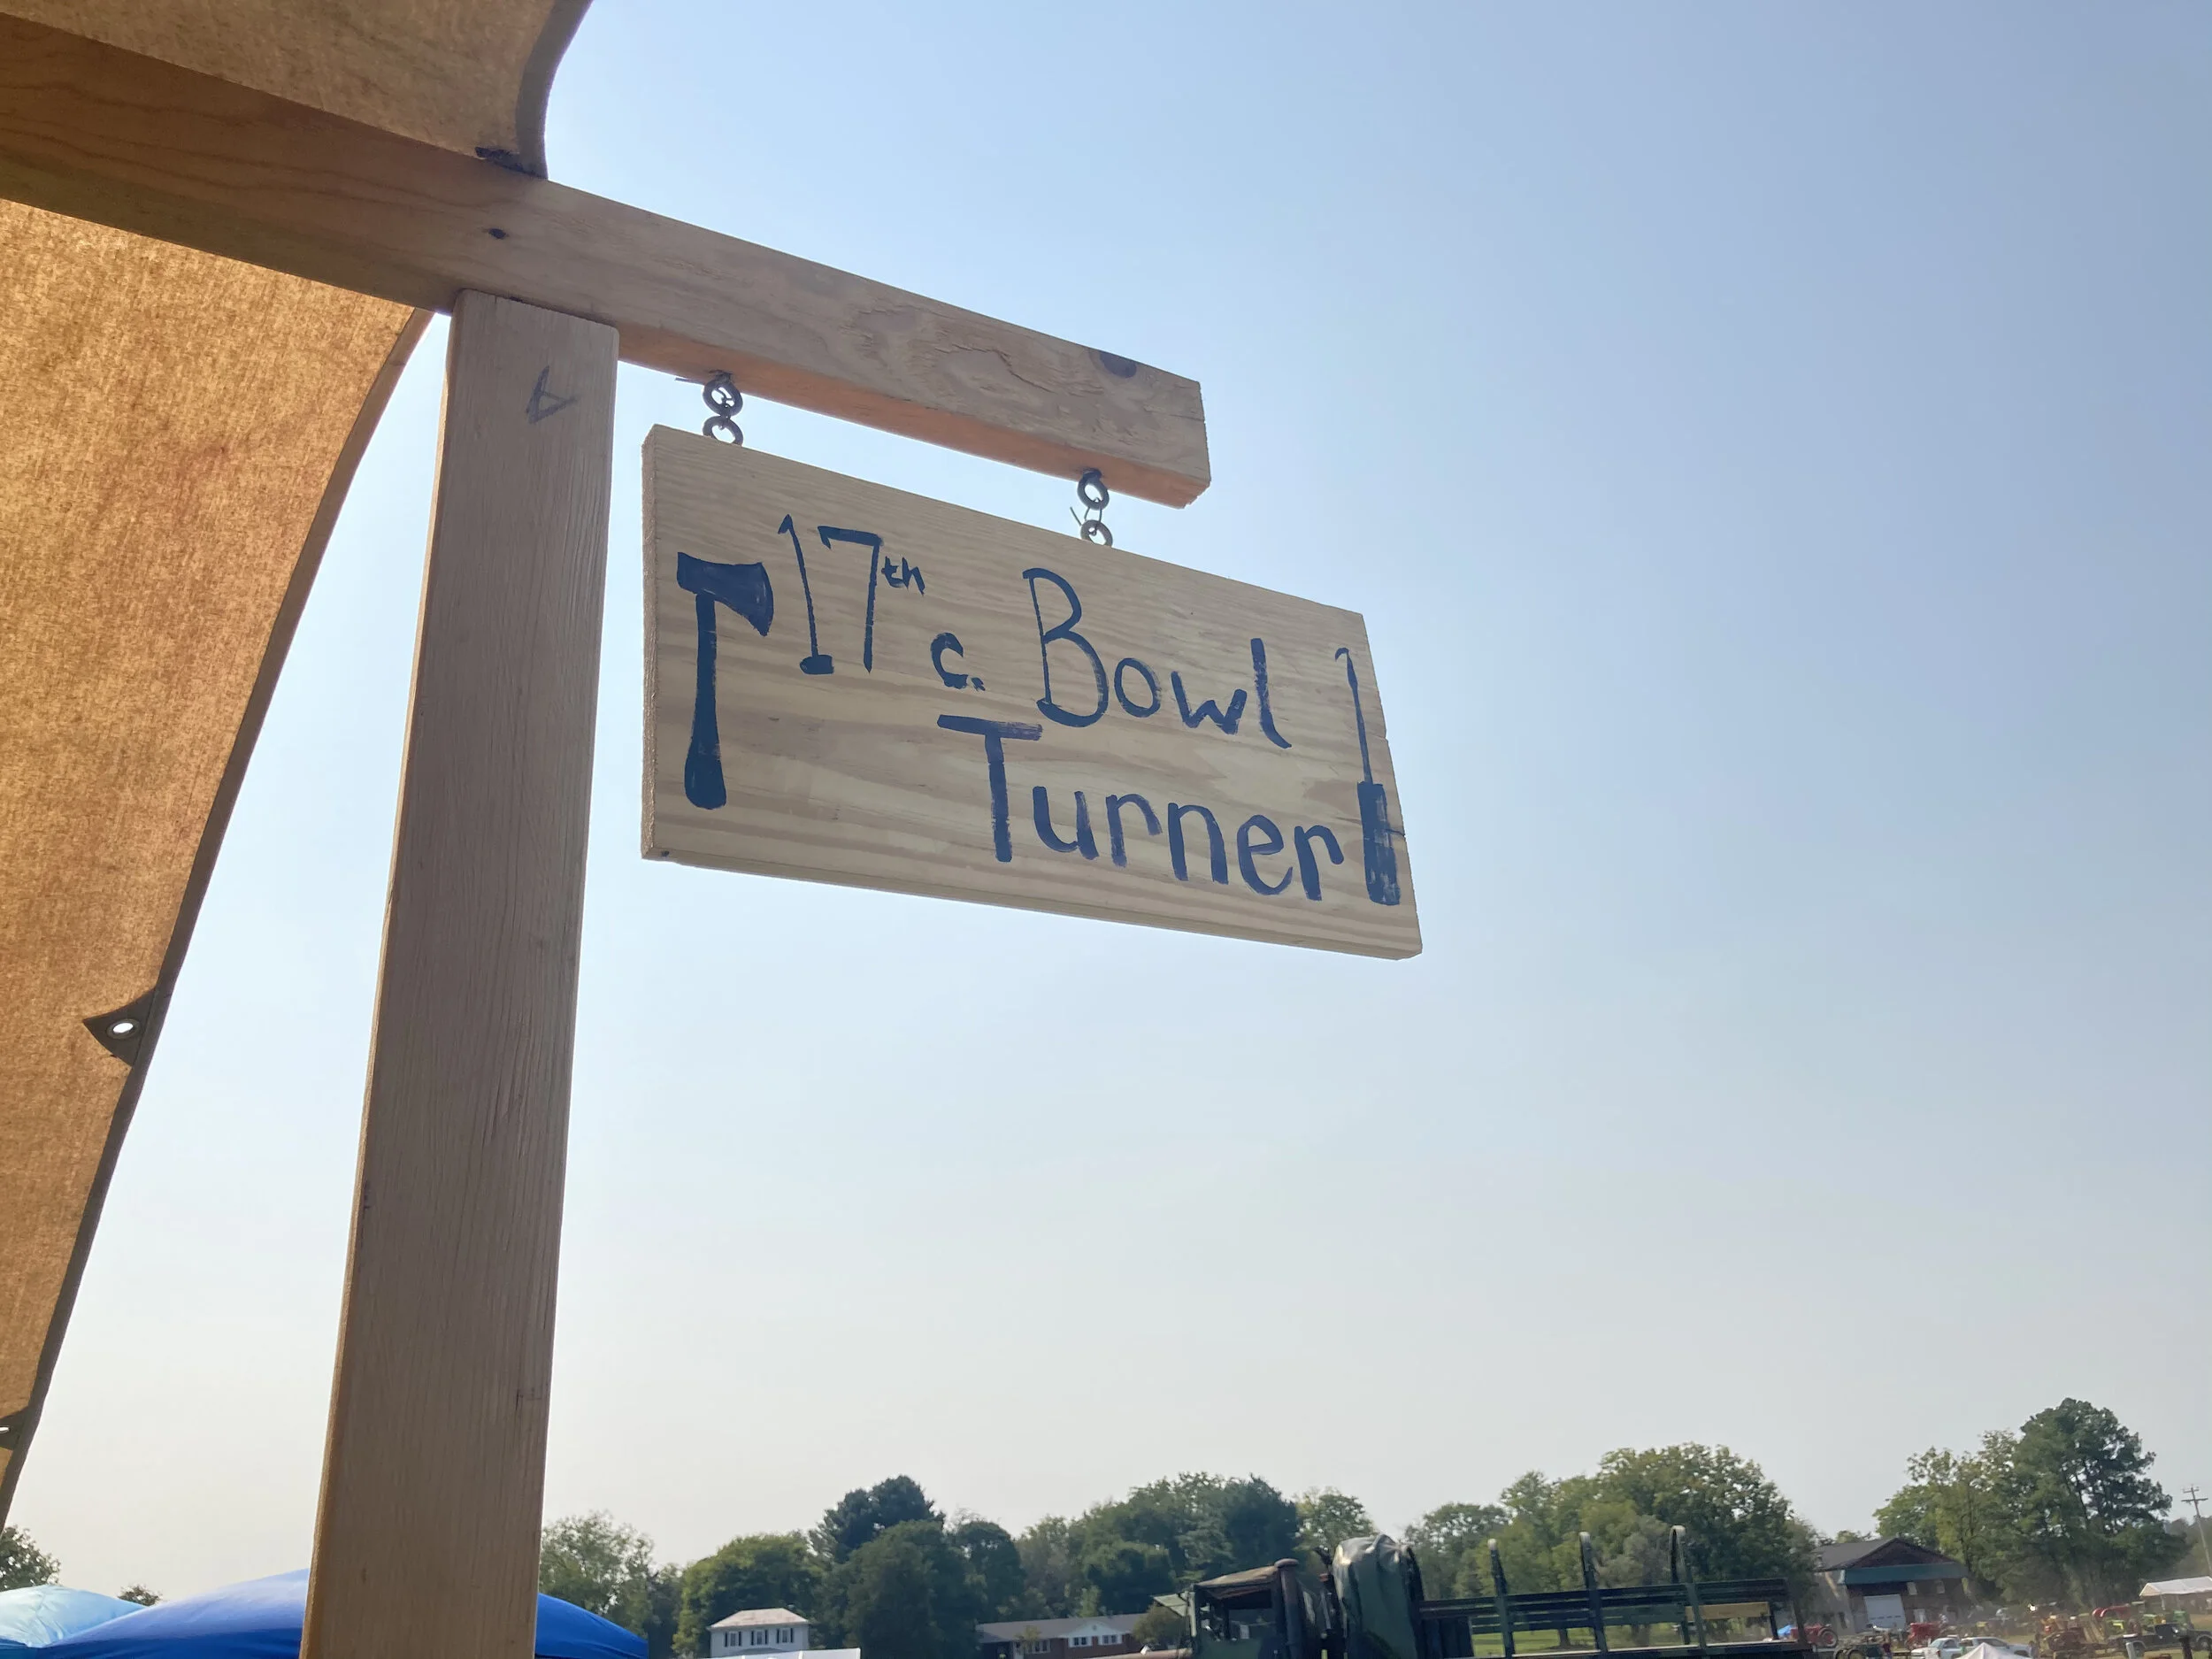 17th c. Bowl
Turner